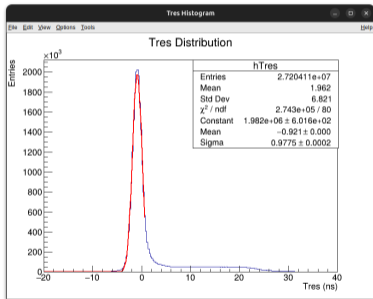 Tres Histogram
File Edit View Options Tools Help
Tres Distribution
×10³
Entries
hTres
Entries 2.720411e+07
Mean 1.962
Std Dev 6.821
χ² / ndf 2.743e+05 / 80
Constant 1.982e+06 ± 6.016e+02
Mean −0.921 ± 0.000
Sigma 0.9775 ± 0.0002
2000
1800
1600
1400
1200
1000
800
600
400
200
0
−20 −10 0 10 20 30 40
Tres (ns)